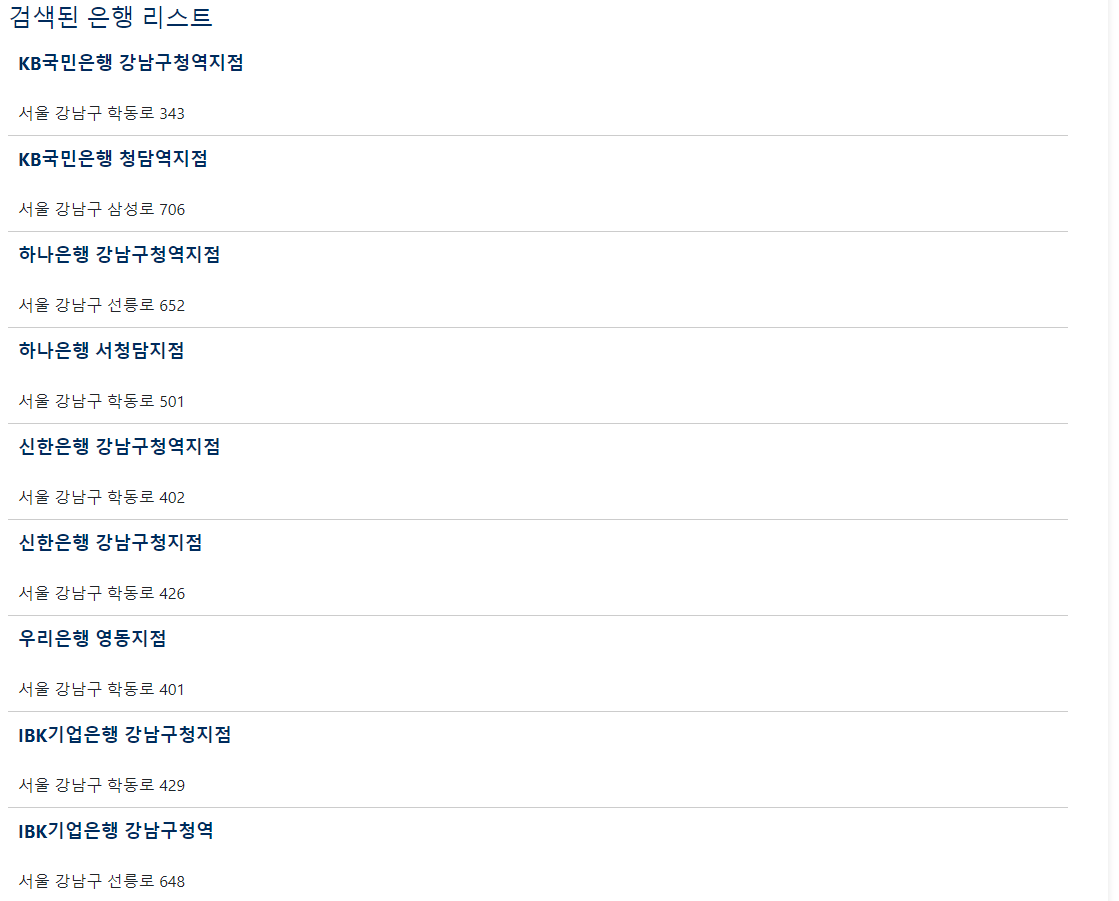 검색된 은행 리스트
KB국민은행 강남구청역지점
서울 강남구 학동로 343
KB국민은행 청담역지점
서울 강남구 삼성로 706
하나은행 강남구청역지점
서울 강남구 선릉로 652
하나은행 서청담지점
서울 강남구 학동로 501
신한은행 강남구청역지점
서울 강남구 학동로 402
신한은행 강남구청지점
서울 강남구 학동로 426
우리은행 영동지점
서울 강남구 학동로 401
IBK기업은행 강남구청지점
서울 강남구 학동로 429
IBK기업은행 강남구청역
서울 강남구 선릉로 648